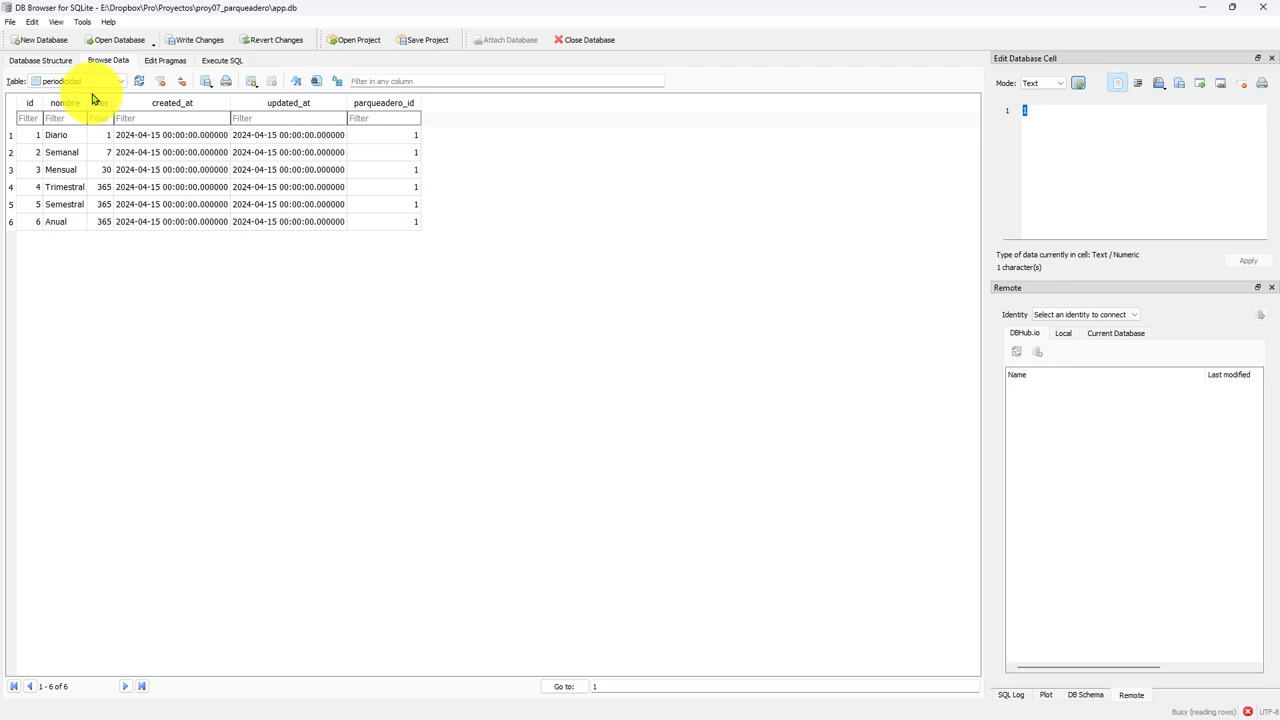 DB Browser for SQLite - E:\Dropbox\Pro\Proyectos\proy07_parqueadero\app.db
File Edit View Tools Help
New Database Open Database Write Changes Revert Changes Open Project Save Project Attach Database Close Database
Database Structure Browse Data Edit Pragmas Execute SQL
Table: periodicidad Filter in any column
id nombre created_at updated_at parqueadero_id
Filter Filter Filter Filter Filter Filter
1 1 Diario 1 2024-04-15 00:00:00.000000 2024-04-15 00:00:00.000000 1
2 2 Semanal 7 2024-04-15 00:00:00.000000 2024-04-15 00:00:00.000000 1
3 3 Mensual 30 2024-04-15 00:00:00.000000 2024-04-15 00:00:00.000000 1
4 4 Trimestral 365 2024-04-15 00:00:00.000000 2024-04-15 00:00:00.000000 1
5 5 Semestral 365 2024-04-15 00:00:00.000000 2024-04-15 00:00:00.000000 1
6 6 Anual 365 2024-04-15 00:00:00.000000 2024-04-15 00:00:00.000000 1
1 - 6 of 6 Go to: 1
Edit Database Cell
Mode: Text
1 1
Type of data currently in cell: Text / Numeric
1 character(s)
Apply
Remote
Identity Select an identity to connect
DBHub.io Local Current Database
Name Last modified
SQL Log Plot DB Schema Remote
Busy (reading rows) UTF-8